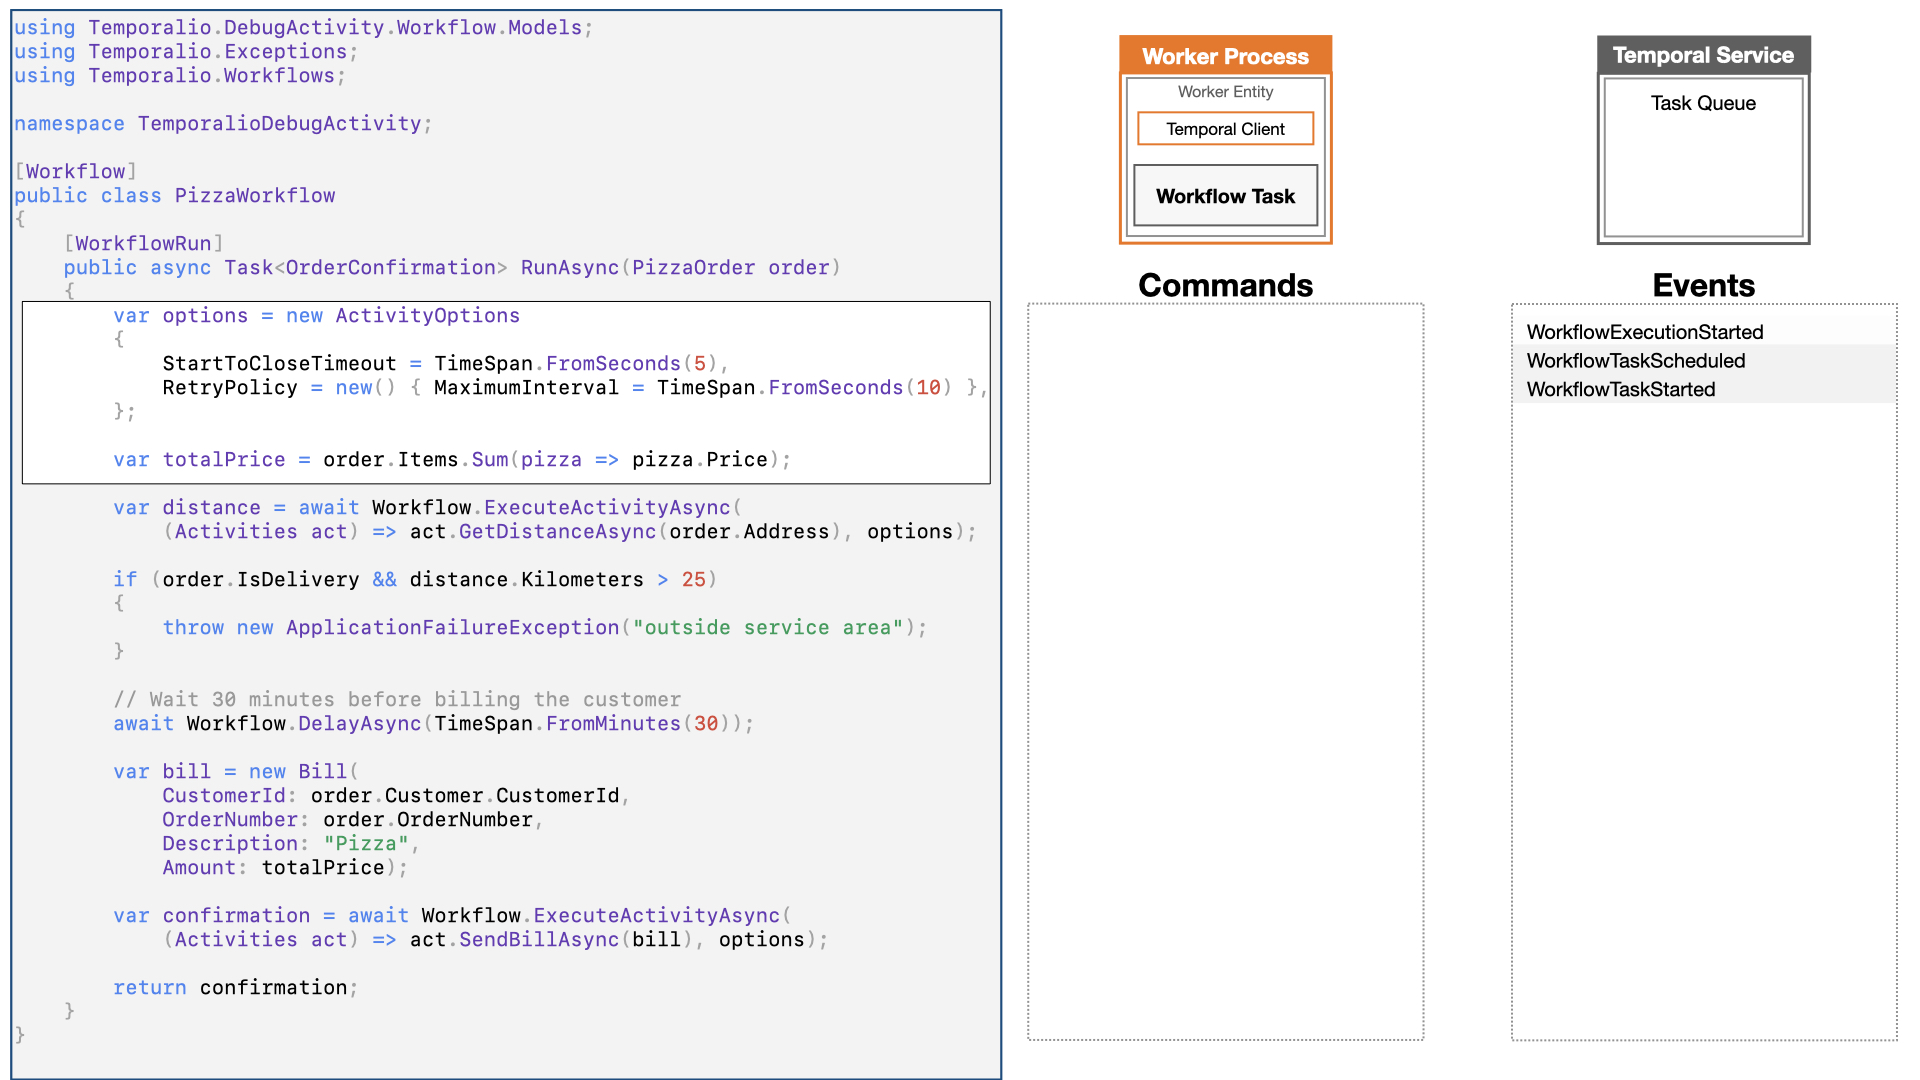 using Temporalio.DebugActivity.Workflow.Models;
using Temporalio.Exceptions;
using Temporalio.Workflows;
namespace TemporalioDebugActivity;
[Workflow]
public class PizzaWorkflow
{
[WorkflowRun]
public async Task<OrderConfirmation> RunAsync(PizzaOrder order)
{
var options = new ActivityOptions
{
StartToCloseTimeout = TimeSpan.FromSeconds(5),
RetryPolicy = new() { MaximumInterval = TimeSpan.FromSeconds(10) },
};
var totalPrice = order.Items.Sum(pizza => pizza.Price);
var distance = await Workflow.ExecuteActivityAsync(
(Activities act) => act.GetDistanceAsync(order.Address), options);
if (order.IsDelivery && distance.Kilometers > 25)
{
throw new ApplicationFailureException("outside service area");
}
// Wait 30 minutes before billing the customer
await Workflow.DelayAsync(TimeSpan.FromMinutes(30));
var bill = new Bill(
CustomerId: order.Customer.CustomerId,
OrderNumber: order.OrderNumber,
Description: "Pizza",
Amount: totalPrice);
var confirmation = await Workflow.ExecuteActivityAsync(
(Activities act) => act.SendBillAsync(bill), options);
return confirmation;
}
}
Worker Process
Worker Entity
Temporal Client
Workflow Task
Commands
Temporal Service
Task Queue
Events
WorkflowExecutionStarted
WorkflowTaskScheduled
WorkflowTaskStarted